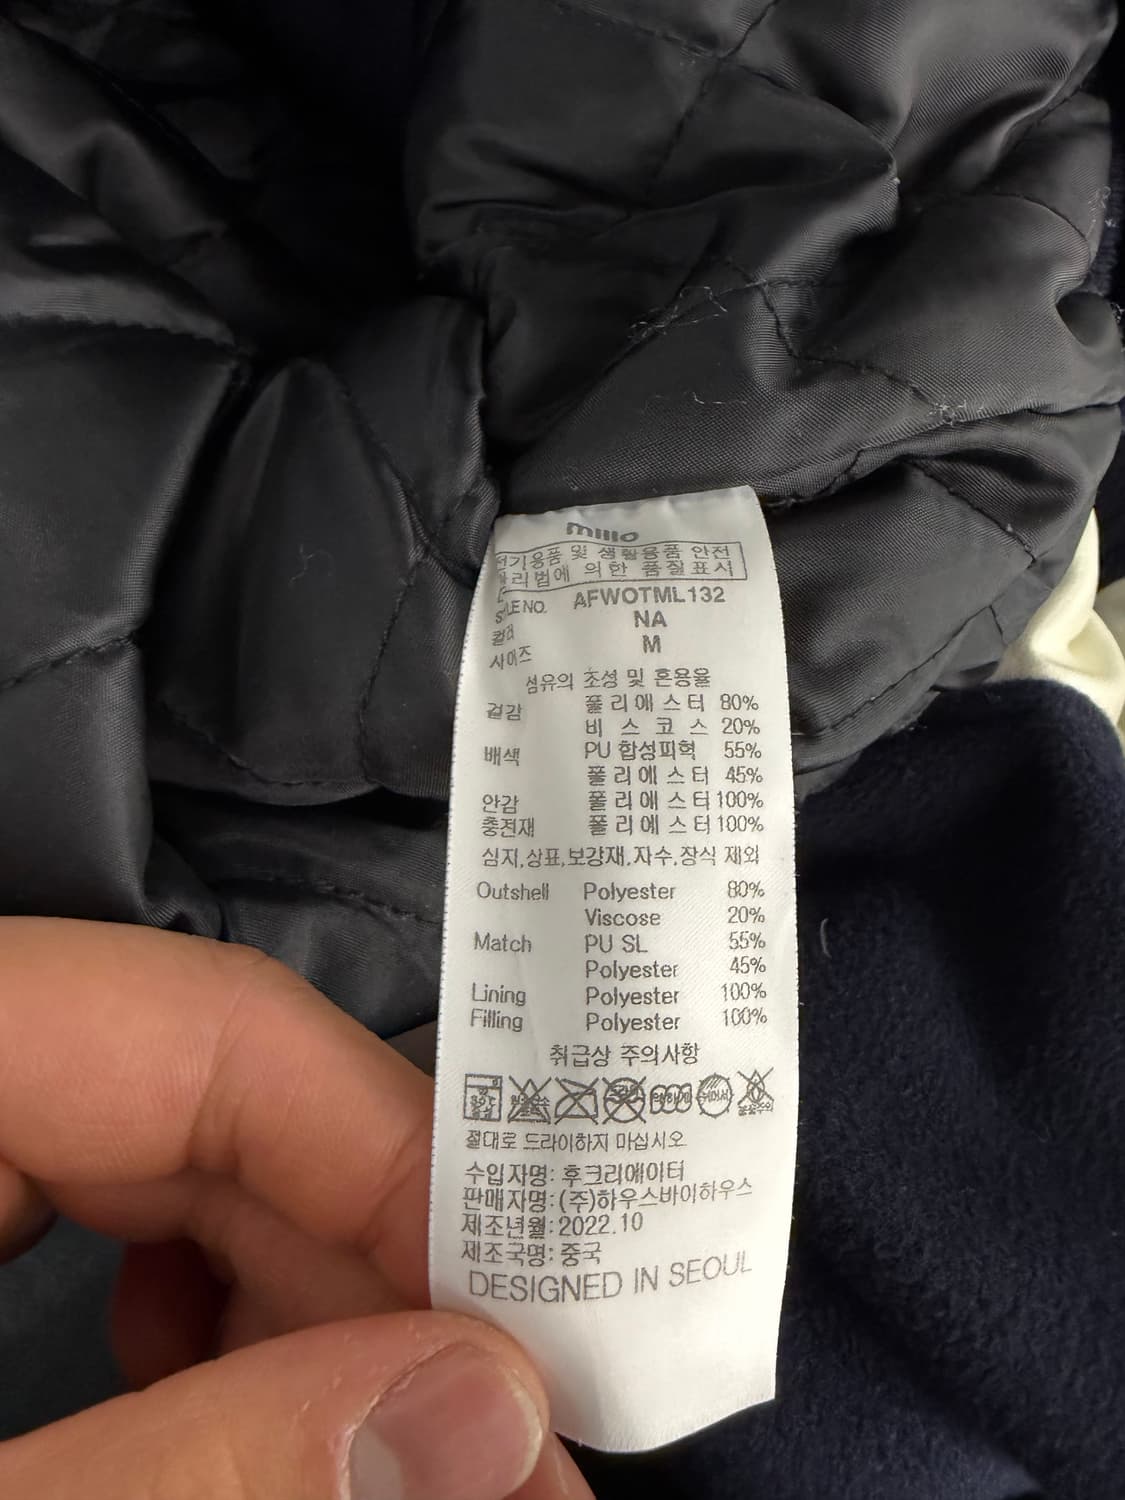 millo
전기용품 및 생활용품 안전
관리법에 의한 품질표시
STYLE NO. AFWOTML132
컬러 NA
사이즈 M
섬유의 조성 및 혼용율
겉감 폴리에스터 80%
비스코스 20%
배색 PU 합성피혁 55%
폴리에스터 45%
안감 폴리에스터 100%
충전재 폴리에스터 100%
심지,상표,보강재,자수,장식 제외
Outshell Polyester 80%
Viscose 20%
Match PU SL 55%
Polyester 45%
Lining Polyester 100%
Filling Polyester 100%
취급상 주의사항
절대로 드라이하지 마십시오
수입자명: 후크리에이터
판매자명: (주)하우스바이하우스
제조년월: 2022.10
제조국명: 중국
DESIGNED IN SEOUL